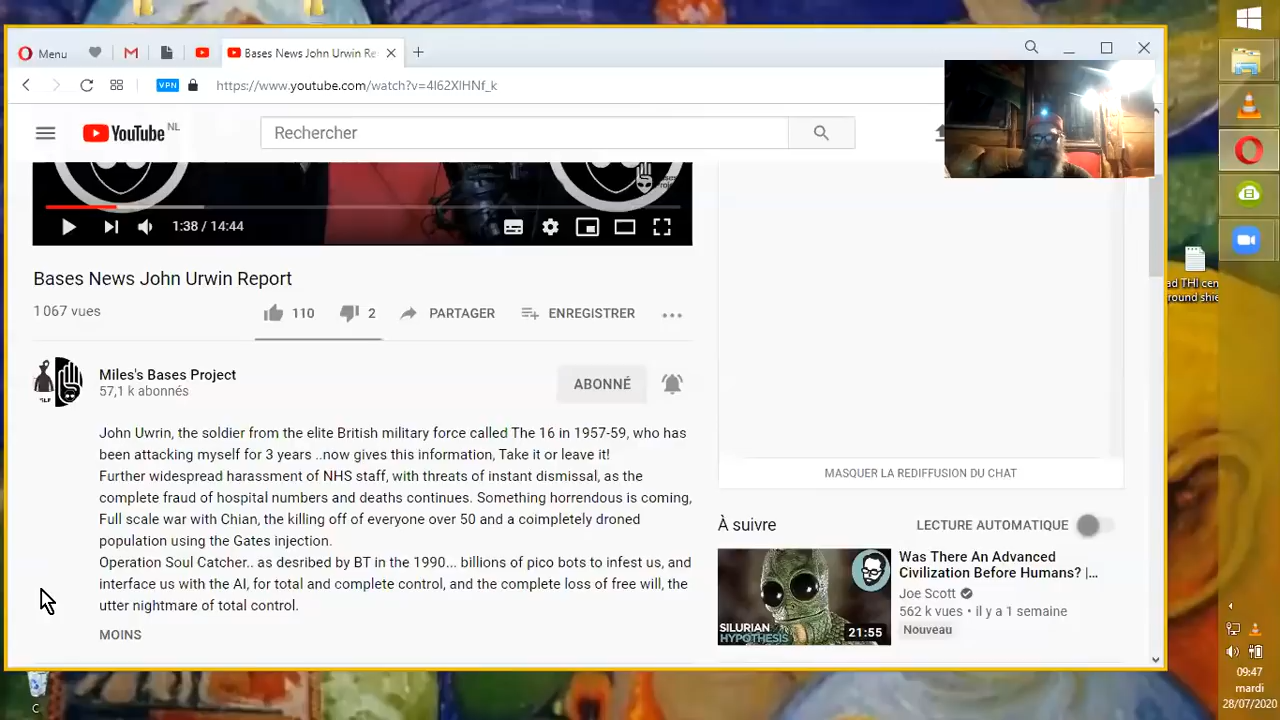 Menu
Bases News John Urwin Re
VPN
https://www.youtube.com/watch?v=4I62XIHNf_k
YouTube NL
Rechercher
1:38 / 14:44
Bases News John Urwin Report
1 067 vues
110
2
PARTAGER
ENREGISTRER
Miles's Bases Project
57,1 k abonnés
ABONNÉ
John Uwrin, the soldier from the elite British military force called The 16 in 1957-59, who has
been attacking myself for 3 years ..now gives this information, Take it or leave it!
Further widespread harassment of NHS staff, with threats of instant dismissal, as the
complete fraud of hospital numbers and deaths continues. Something horrendous is coming,
Full scale war with Chian, the killing off of everyone over 50 and a coimpletely droned
population using the Gates injection.
Operation Soul Catcher.. as desribed by BT in the 1990... billions of pico bots to infest us, and
interface us with the AI, for total and complete control, and the complete loss of free will, the
utter nightmare of total control.
MOINS
MASQUER LA REDIFFUSION DU CHAT
À suivre
LECTURE AUTOMATIQUE
SILURIAN
HYPOTHESIS
21:55
Was There An Advanced
Civilization Before Humans? |...
Joe Scott
562 k vues • il y a 1 semaine
Nouveau
ad THI cen
round shie
C
09:47
mardi
28/07/2020